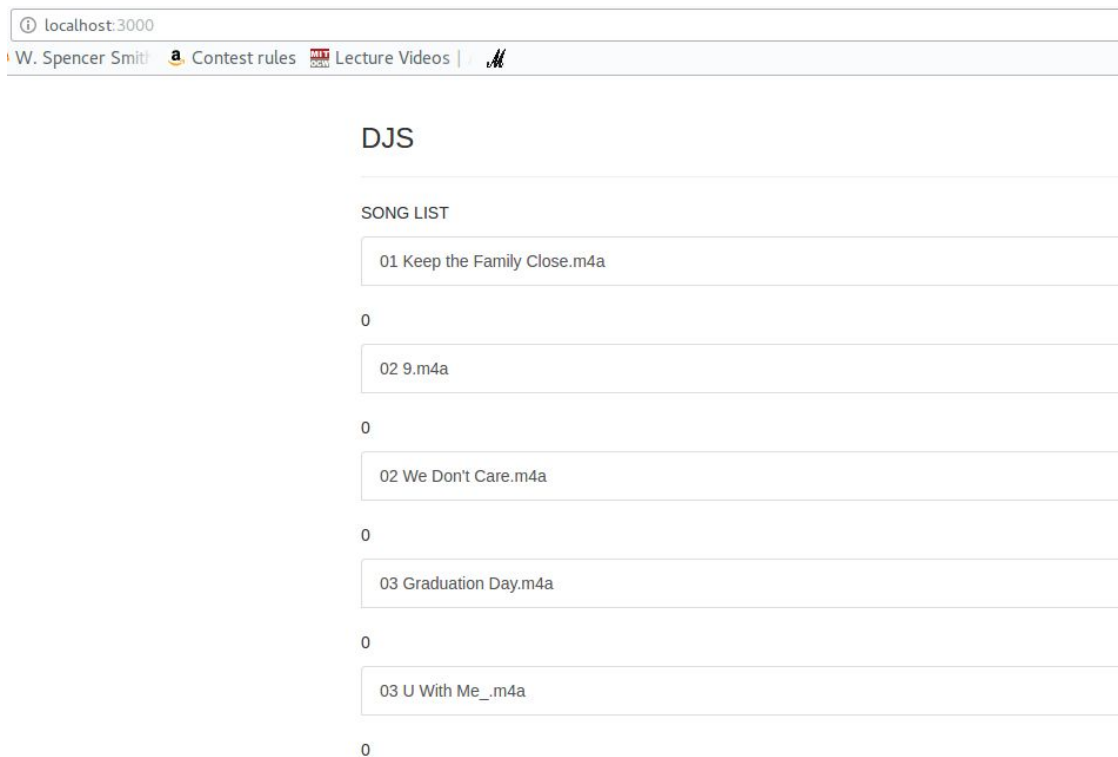 localhost:3000
W. Spencer Smith Contest rules MIT OCW Lecture Videos |
DJS
SONG LIST
01 Keep the Family Close.m4a
0
02 9.m4a
0
02 We Don't Care.m4a
0
03 Graduation Day.m4a
0
03 U With Me_.m4a
0